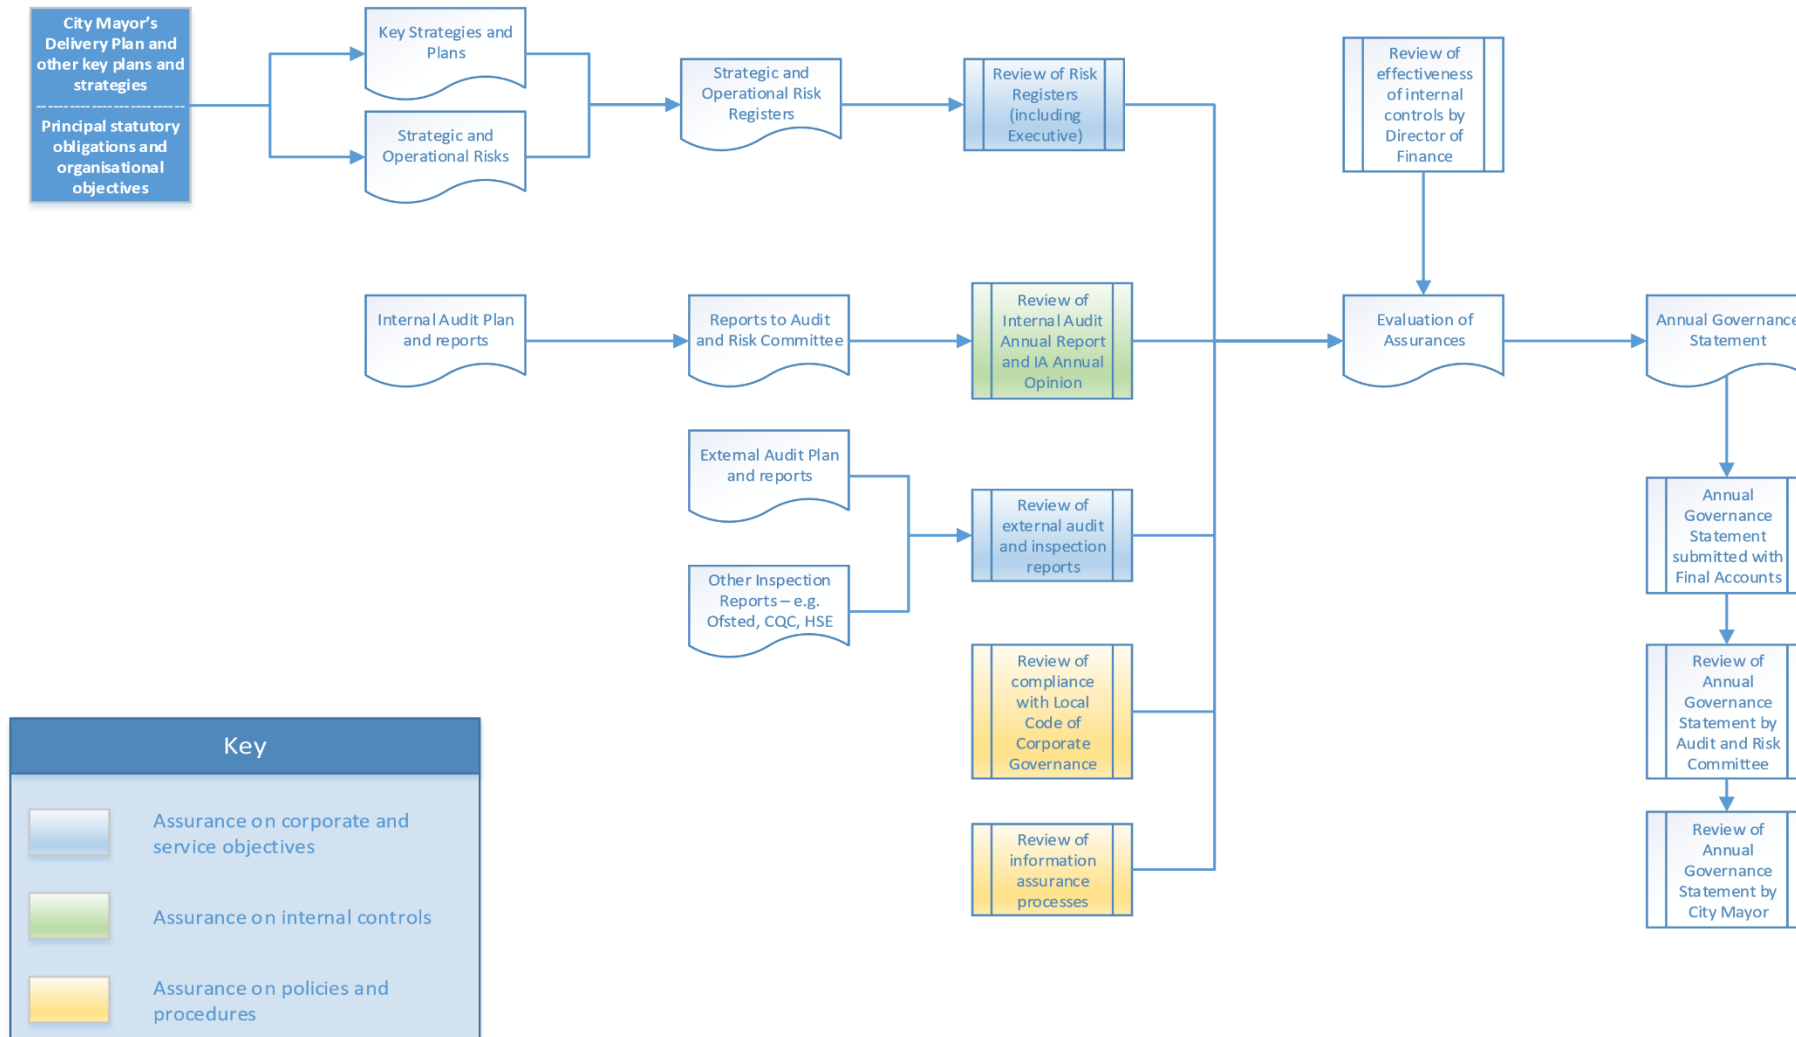 City Mayor's
Delivery Plan and
other key plans and
strategies
Principal statutory
obligations and
organisational
objectives
Key Strategies and
Plans
Strategic and
Operational Risks
Strategic and
Operational Risk
Registers
Review of Risk
Registers
(including
Executive)
Review of
effectiveness
of internal
controls by
Director of
Finance
Internal Audit Plan
and reports
Reports to Audit
and Risk Committee
Review of
Internal Audit
Annual Report
and IA Annual
Opinion
Evaluation of
Assurances
Annual Governance
Statement
External Audit Plan
and reports
Other Inspection
Reports – e.g.
Ofsted, CQC, HSE
Review of
external audit
and inspection
reports
Review of
compliance
with Local
Code of
Corporate
Governance
Review of
information
assurance
processes
Annual
Governance
Statement
submitted with
Final Accounts
Review of
Annual
Governance
Statement by
Audit and Risk
Committee
Review of
Annual
Governance
Statement by
City Mayor
Key
Assurance on corporate and
service objectives
Assurance on internal controls
Assurance on policies and
procedures